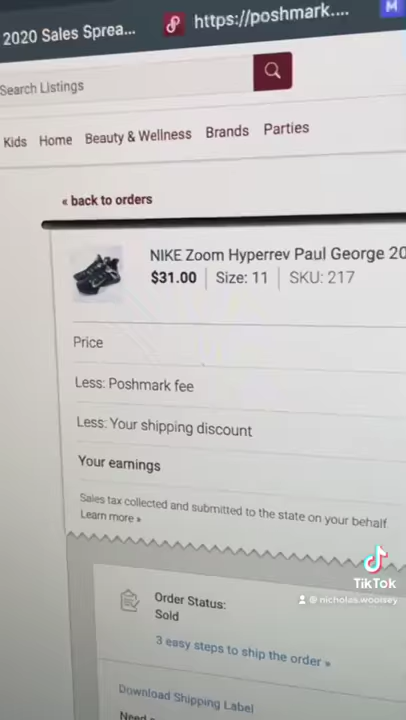 2020 Sales Sprea...
https://poshmark....
M
Search Listings
Kids Home Beauty & Wellness Brands Parties
« back to orders
NIKE Zoom Hyperrev Paul George 20
$31.00 | Size: 11 | SKU: 217
Price
Less: Poshmark fee
Less: Your shipping discount
Your earnings
Sales tax collected and submitted to the state on your behalf
Learn more »
TikTok
@nicholas.woolsey
Order Status:
Sold
3 easy steps to ship the order »
Download Shipping Label
Need